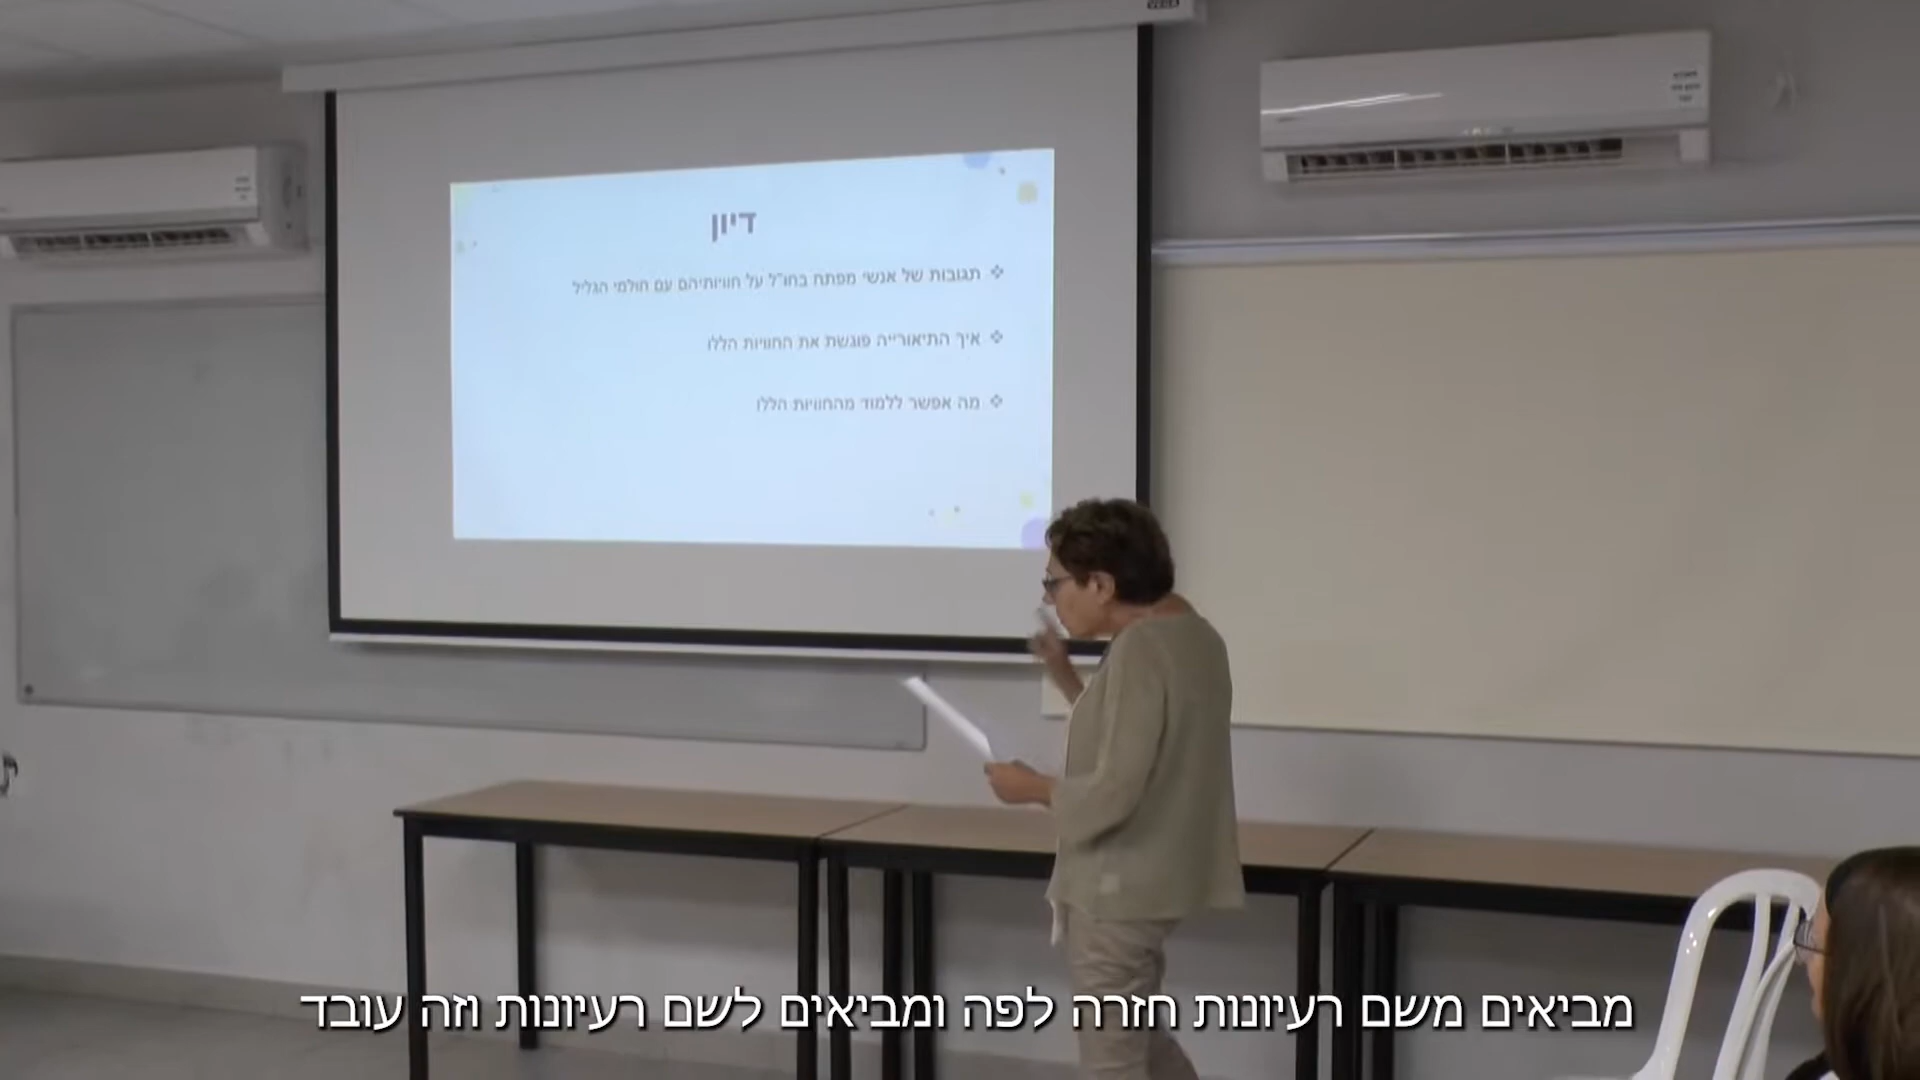 דיון
❖ תגובות של אנשי מפתח בחו"ל על חוויותיהם עם חולמי הגליל
❖ איך התיאורייה פוגשת את החוויות הללו
❖ מה אפשר ללמוד מהחוויות הללו
מביאים משם רעיונות חזרה לפה ומביאים לשם רעיונות וזה עובד